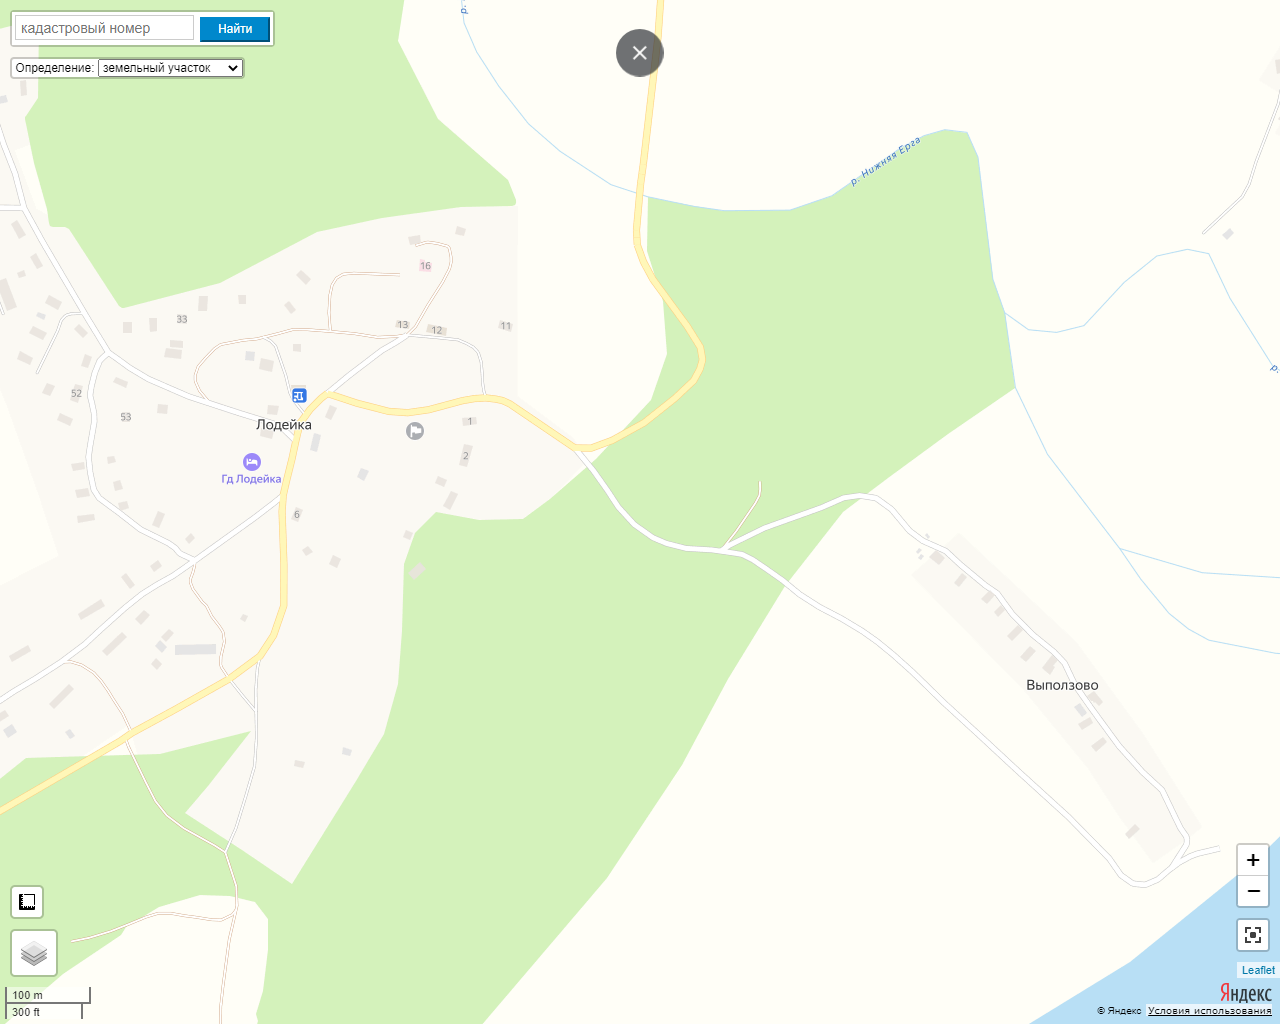 кадастровый номер
Найти
Определение: земельный участок
р.
р. Нижняя Ерга
16
33
13
12
11
р.
52
53
1
Лодейка
2
Гд Лодейка
6
Выползово
+
−
Leaflet
100 m
300 ft
Яндекс
© Яндекс Условия использования